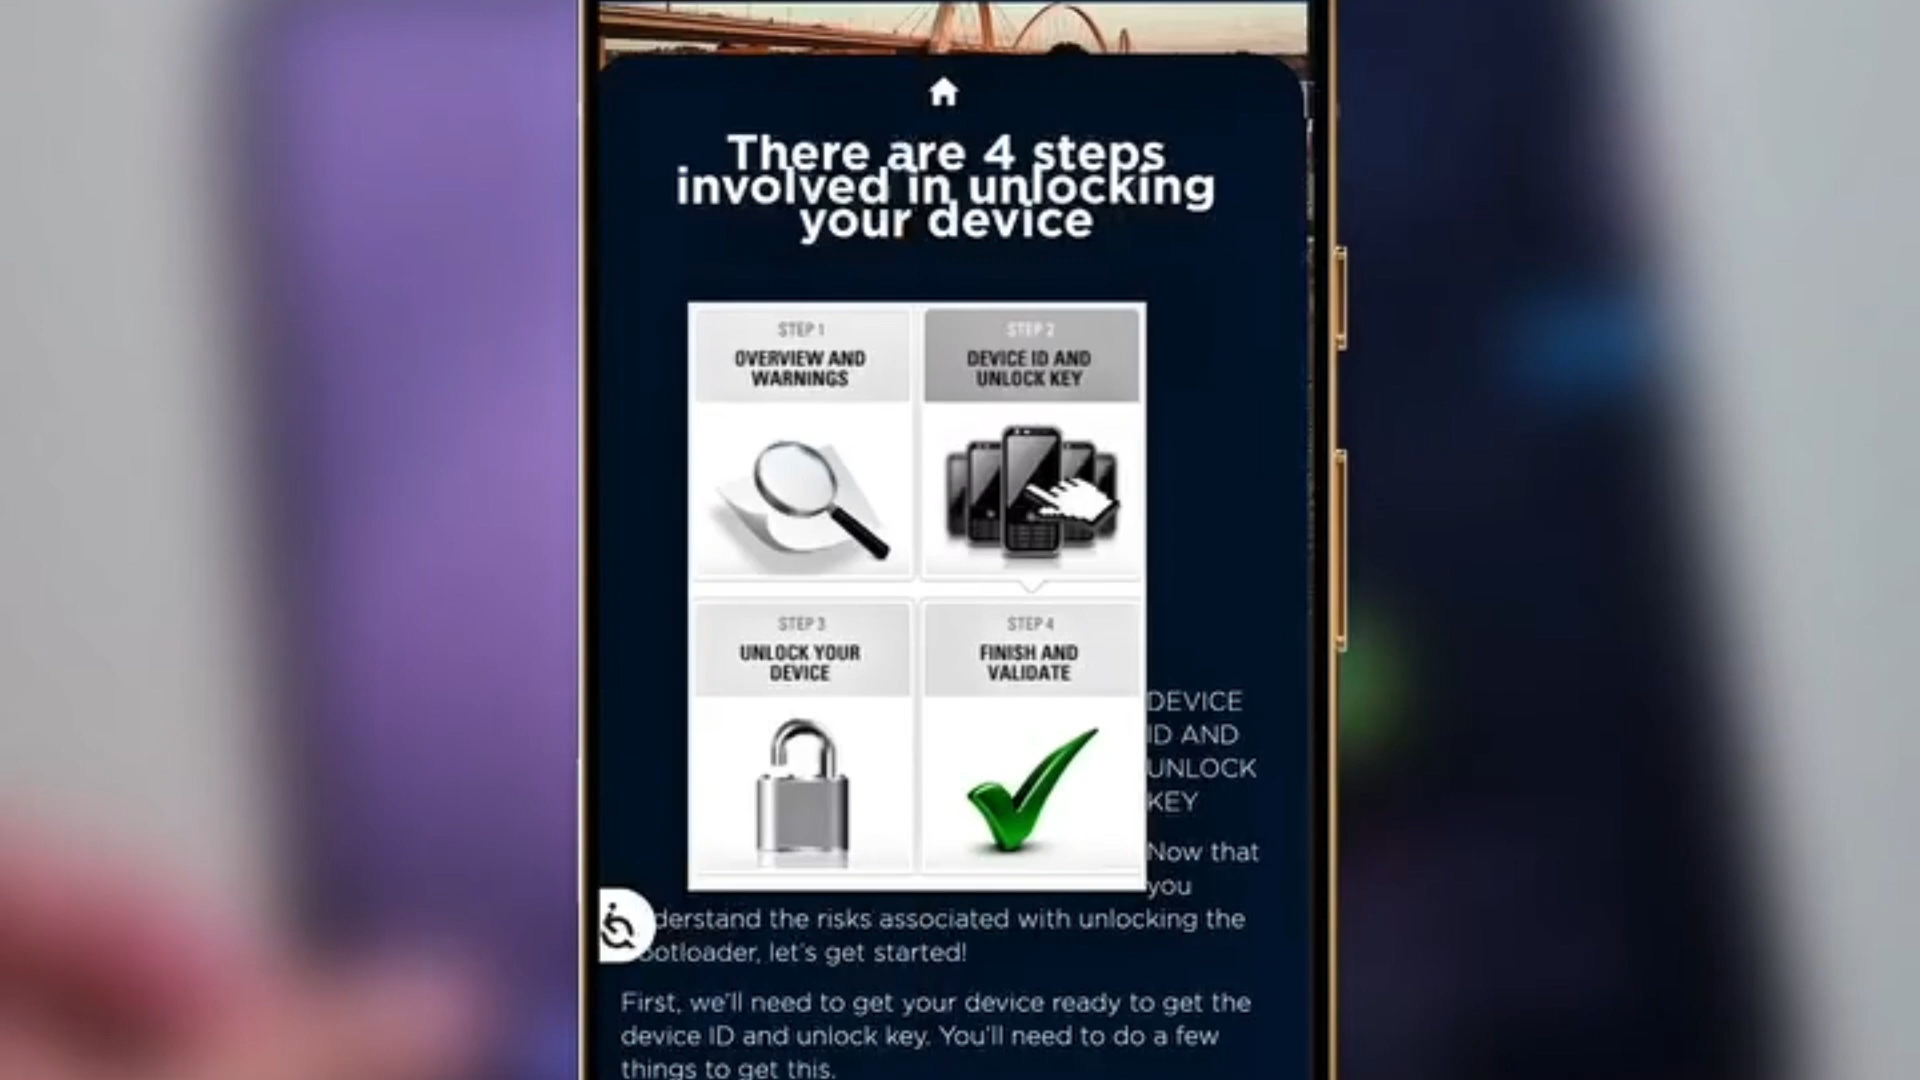 There are 4 steps
involved in unlocking
your device
STEP 1
OVERVIEW AND
WARNINGS
STEP 2
DEVICE ID AND
UNLOCK KEY
STEP 3
UNLOCK YOUR
DEVICE
STEP 4
FINISH AND
VALIDATE
DEVICE
ID AND
UNLOCK
KEY
Now that
you
derstand the risks associated with unlocking the
ootloader, let's get started!
First, we'll need to get your device ready to get the
device ID and unlock key. You'll need to do a few
things to get this.